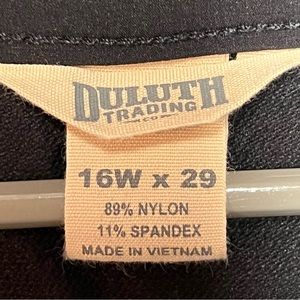 DULUTH
TRADING
16W x 29
89% NYLON
11% SPANDEX
MADE IN VIETNAM